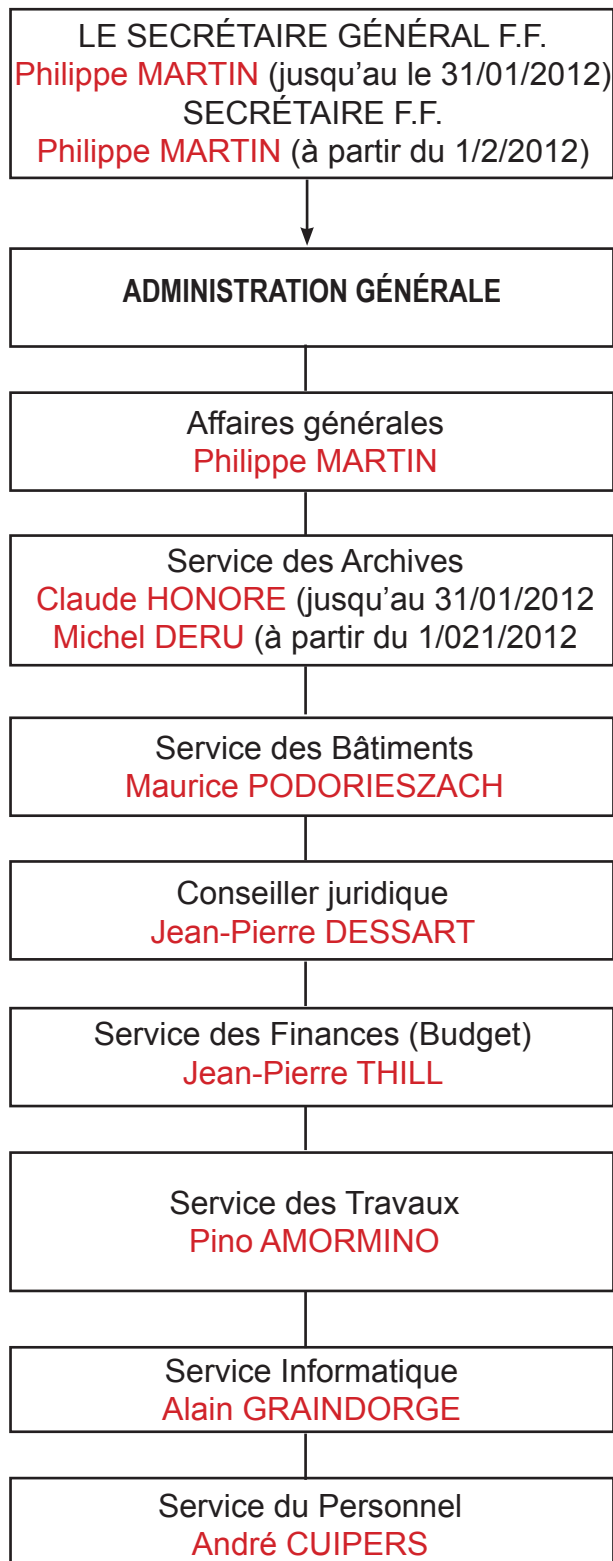 LE SECRÉTAIRE GÉNÉRAL F.F.
Philippe MARTIN (jusqu’au le 31/01/2012)
SECRÉTAIRE F.F.
Philippe MARTIN (à partir du 1/2/2012)
ADMINISTRATION GÉNÉRALE
Affaires générales
Philippe MARTIN
Service des Archives
Claude HONORE (jusqu’au 31/01/2012
Michel DERU (à partir du 1/021/2012
Service des Bâtiments
Maurice PODORIESZACH
Conseiller juridique
Jean-Pierre DESSART
Service des Finances (Budget)
Jean-Pierre THILL
Service des Travaux
Pino AMORMINO
Service Informatique
Alain GRAINDORGE
Service du Personnel
André CUIPERS